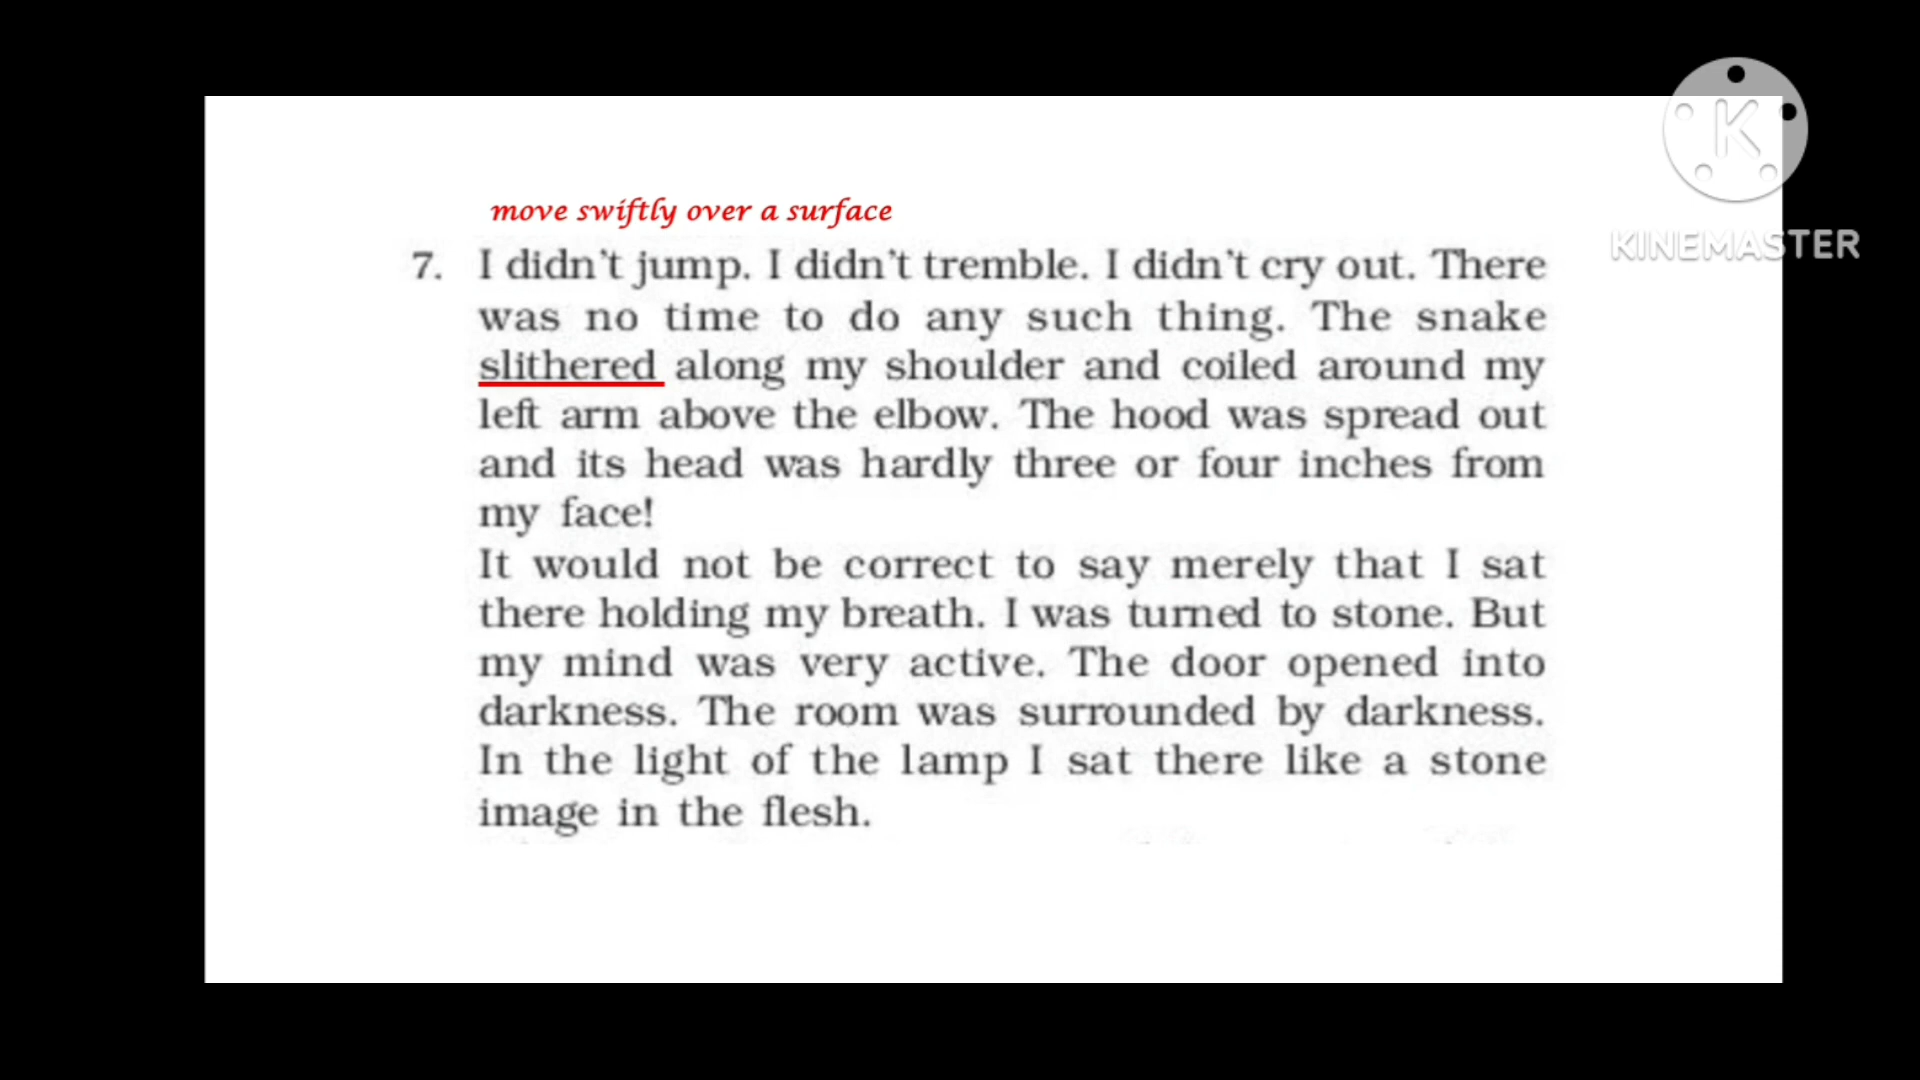 move swiftly over a surface
7. I didn't jump. I didn't tremble. I didn't cry out. There
was no time to do any such thing. The snake
slithered along my shoulder and coiled around my
left arm above the elbow. The hood was spread out
and its head was hardly three or four inches from
my face!
It would not be correct to say merely that I sat
there holding my breath. I was turned to stone. But
my mind was very active. The door opened into
darkness. The room was surrounded by darkness.
In the light of the lamp I sat there like a stone
image in the flesh.
K
KINEMASTER